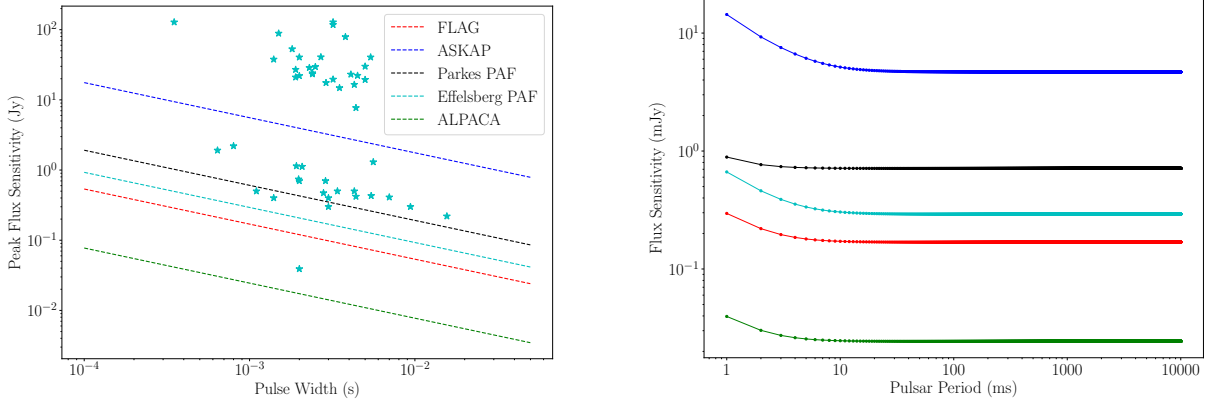 FLAG
ASKAP
Parkes PAF
Effelsberg PAF
ALPACA
Peak Flux Sensitivity (Jy)
10²
10¹
10⁰
10⁻¹
10⁻²
10⁻⁴
10⁻³
10⁻²
Pulse Width (s)
Flux Sensitivity (mJy)
10¹
10⁰
10⁻¹
1
10
100
1000
10000
Pulsar Period (ms)